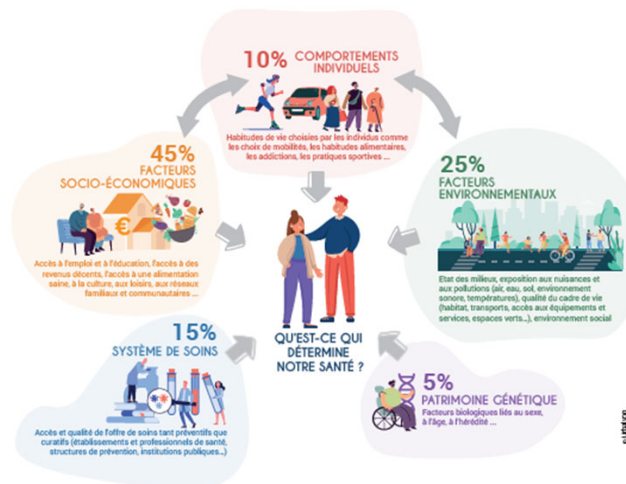 10% COMPORTEMENTS
INDIVIDUELS
Habitudes de vie choisies par les individus comme
les choix de mobilités, les habitudes alimentaires,
les addictions, les pratiques sportives ...
45%
FACTEURS
SOCIO-ÉCONOMIQUES
€
Accès à l'emploi et à l'éducation, l'accès à des
revenus décents, l'accès à une alimentation
saine, à la culture, aux loisirs, aux réseaux
familiaux et communautaires ...
25%
FACTEURS
ENVIRONNEMENTAUX
Etat des milieux, exposition aux nuisances et
aux pollutions (air, eau, sol, environnement
sonore, températures), qualité du cadre de vie
(habitat, transports, accès aux équipements et
services, espaces verts...), environnement social
15%
SYSTÈME DE SOINS
Accès et qualité de l'offre de soins tant préventifs que
curatifs (établissements et professionnels de santé,
structures de prévention, institutions publiques...)
QU'EST-CE QUI
DÉTERMINE
NOTRE SANTÉ ?
5%
PATRIMOINE GÉNÉTIQUE
Facteurs biologiques liés au sexe,
à l'âge, à l'hérédité ...